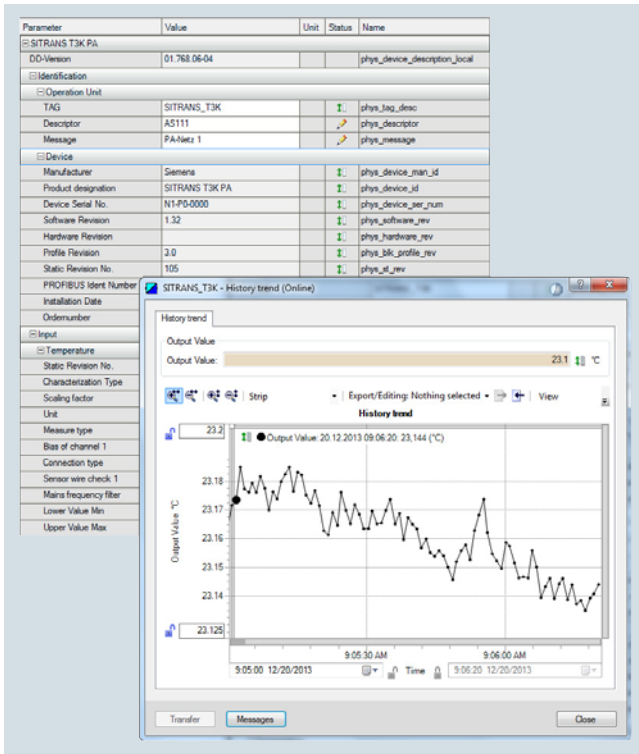 Parameter Value Unit Status Name
SITRANS T3K PA
DD-Version 01.768.06-04 phys_device_description_local
Identification
Operation Unit
TAG SITRANS_T3K phys_tag_desc
Descriptor AS111 phys_descriptor
Message PA-Netz 1 phys_message
Device
Manufacturer Siemens phys_device_man_id
Product designation SITRANS T3K PA phys_device_id
Device Serial No. N1-P0-0000 phys_device_ser_num
Software Revision 1.32 phys_software_rev
Hardware Revision phys_hardware_rev
Profile Revision 3.0 phys_blk_profile_rev
Static Revision No. 105 phys_st_rev
PROFIBUS Ident Number
Installation Date
Ordernumber
Input
Temperature
Static Revision No.
Characterization Type
Scaling factor
Unit
Measure type
Bias of channel 1
Connection type
Sensor wire check 1
Mains frequency filter
Lower Value Min
Upper Value Max
SITRANS_T3K - History trend (Online)
History trend
Output Value
Output Value: 23.1 °C
Strip Export/Editing: Nothing selected View
History trend
23.2
Output Value: 20.12.2013 09:06:20: 23,144 (°C)
23.18
23.17
23.16
23.15
23.14
23.125
Output Value °C
9:05:30 AM 9:06:00 AM
9:05:00 12/20/2013 Time 9:06:20 12/20/2013
Transfer Messages Close